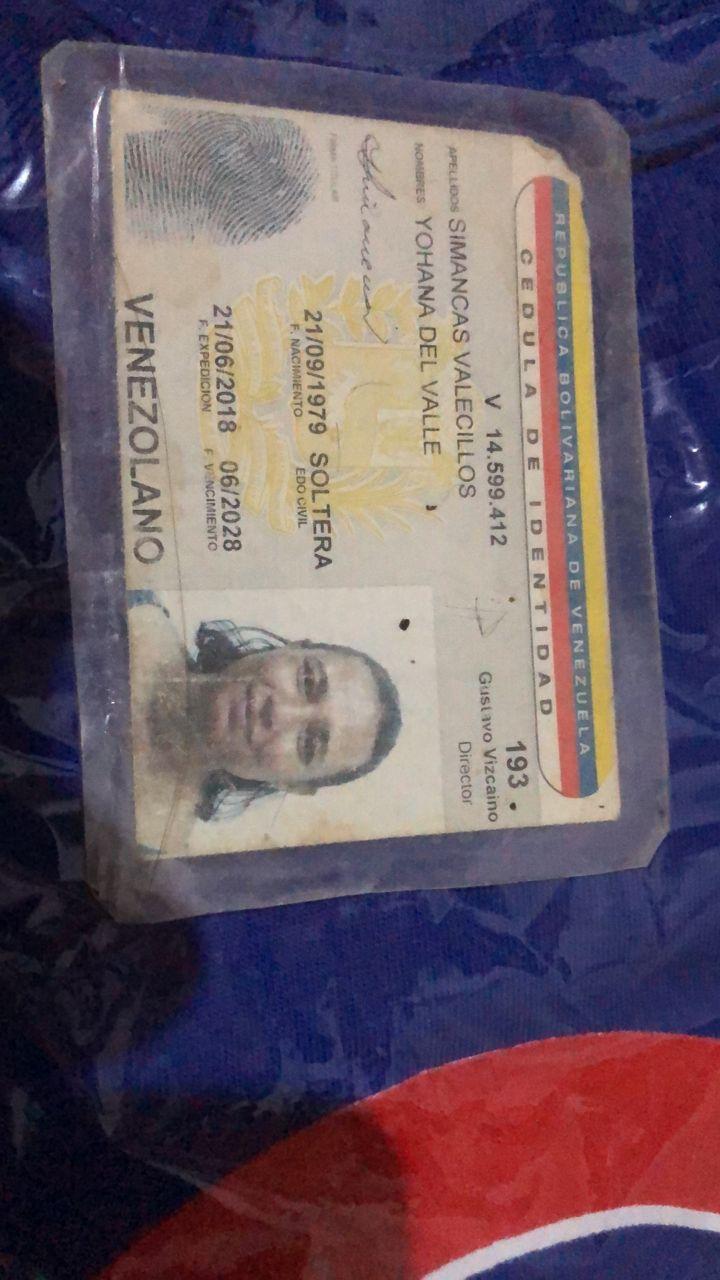 REPUBLICA BOLIVARIANA DE VENEZUELA
CEDULA DE IDENTIDAD
V 14.599.412
193
Gustavo Vizcaino
Director
APELLIDOS SIMANCAS VALECILLOS
NOMBRES YOHANA DEL VALLE
FIRMA TITULAR
21/09/1979 SOLTERA
F. NACIMIENTO EDO CIVIL
21/06/2018 06/2028
F. EXPEDICION F. VENCIMIENTO
VENEZOLANO